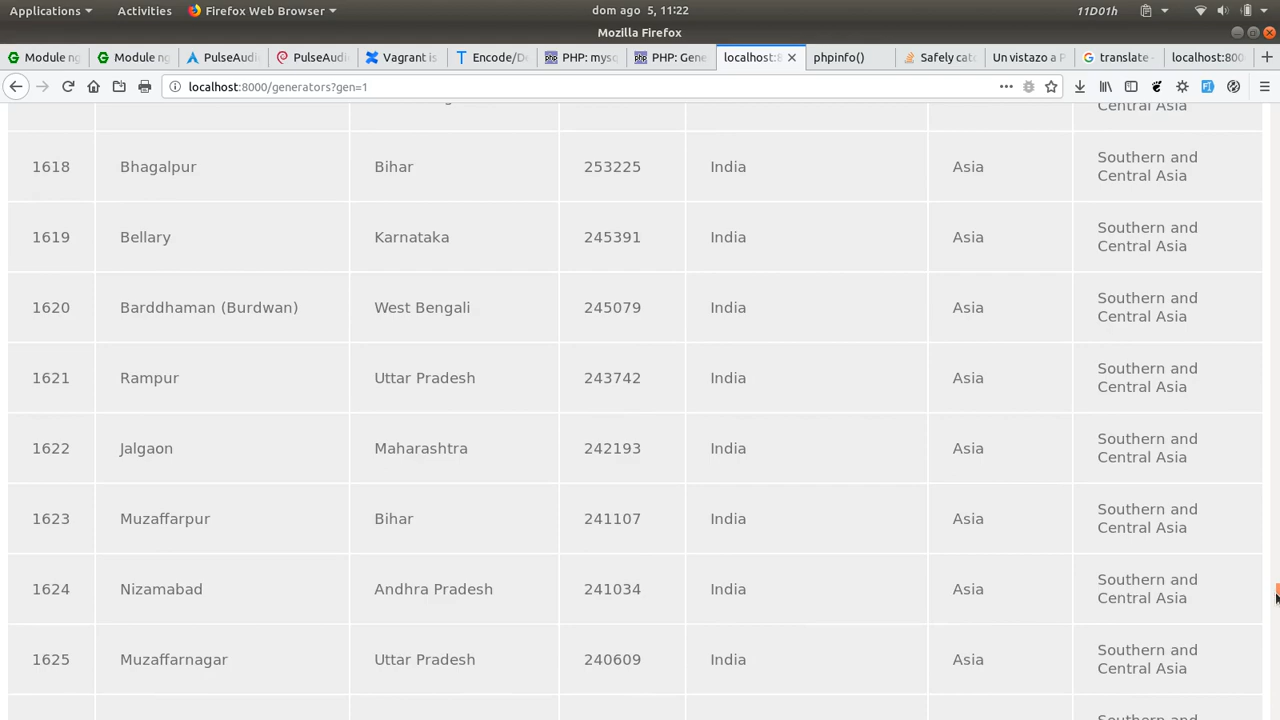 Applications Activities Firefox Web Browser dom ago 5, 11:22 11D01h
Mozilla Firefox
Module ng Module ng PulseAudi PulseAudi Vagrant is Encode/De PHP: mysq PHP: Gene localhost:8 phpinfo() Safely catc Un vistazo a P translate - localhost:800
localhost:8000/generators?gen=1
Central Asia
1618 Bhagalpur Bihar 253225 India Asia Southern and
Central Asia
1619 Bellary Karnataka 245391 India Asia Southern and
Central Asia
1620 Barddhaman (Burdwan) West Bengali 245079 India Asia Southern and
Central Asia
1621 Rampur Uttar Pradesh 243742 India Asia Southern and
Central Asia
1622 Jalgaon Maharashtra 242193 India Asia Southern and
Central Asia
1623 Muzaffarpur Bihar 241107 India Asia Southern and
Central Asia
1624 Nizamabad Andhra Pradesh 241034 India Asia Southern and
Central Asia
1625 Muzaffarnagar Uttar Pradesh 240609 India Asia Southern and
Central Asia
Southern and